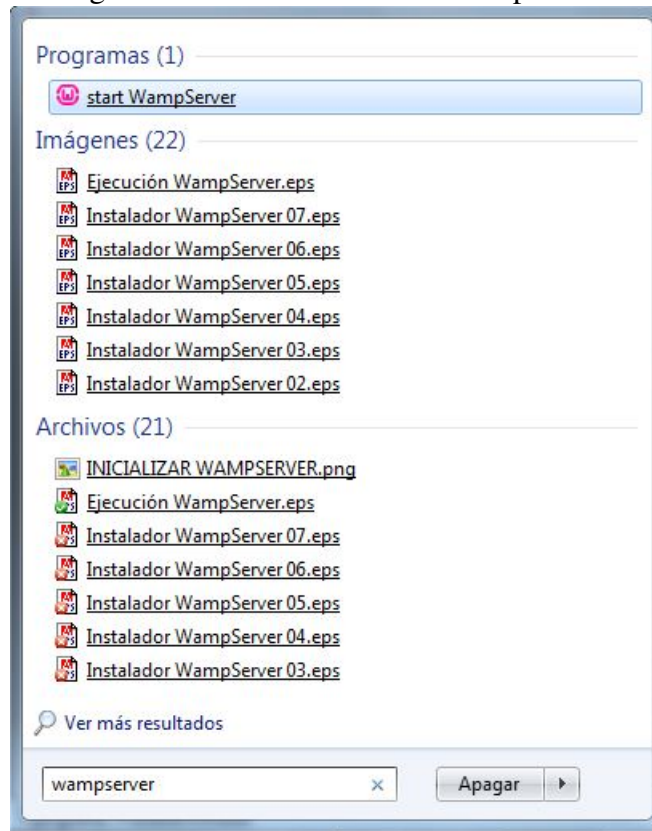 Programas (1)
start WampServer
Imágenes (22)
Ejecución WampServer.eps
Instalador WampServer 07.eps
Instalador WampServer 06.eps
Instalador WampServer 05.eps
Instalador WampServer 04.eps
Instalador WampServer 03.eps
Instalador WampServer 02.eps
Archivos (21)
INICIALIZAR WAMPSERVER.png
Ejecución WampServer.eps
Instalador WampServer 07.eps
Instalador WampServer 06.eps
Instalador WampServer 05.eps
Instalador WampServer 04.eps
Instalador WampServer 03.eps
Ver más resultados
wampserver Apagar